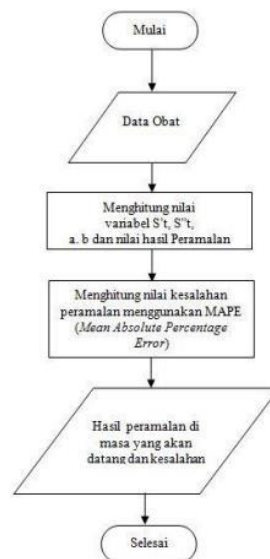 Mulai
Data Obat
Menghitung nilai
variabel S't, S"t,
a. b dan nilai hasil Peramalan
Menghitung nilai kesalahan
peramalan menggunakan MAPE
(Mean Absolute Percentage
Error)
Hasil peramalan di
masa yang akan
datang dan kesalahan
Selesai